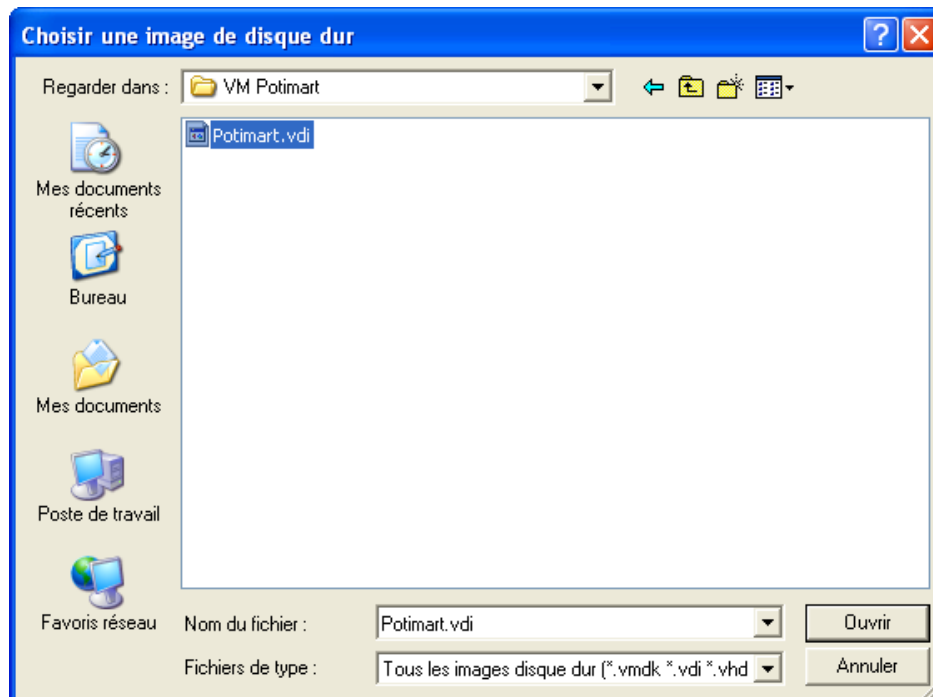 Choisir une image de disque dur
Regarder dans :
VM Potimart
Potimart.vdi
Mes documents
récents
Bureau
Mes documents
Poste de travail
Favoris réseau
Nom du fichier :
Potimart.vdi
Ouvrir
Fichiers de type :
Tous les images disque dur (*.vmdk *.vdi *.vhd
Annuler